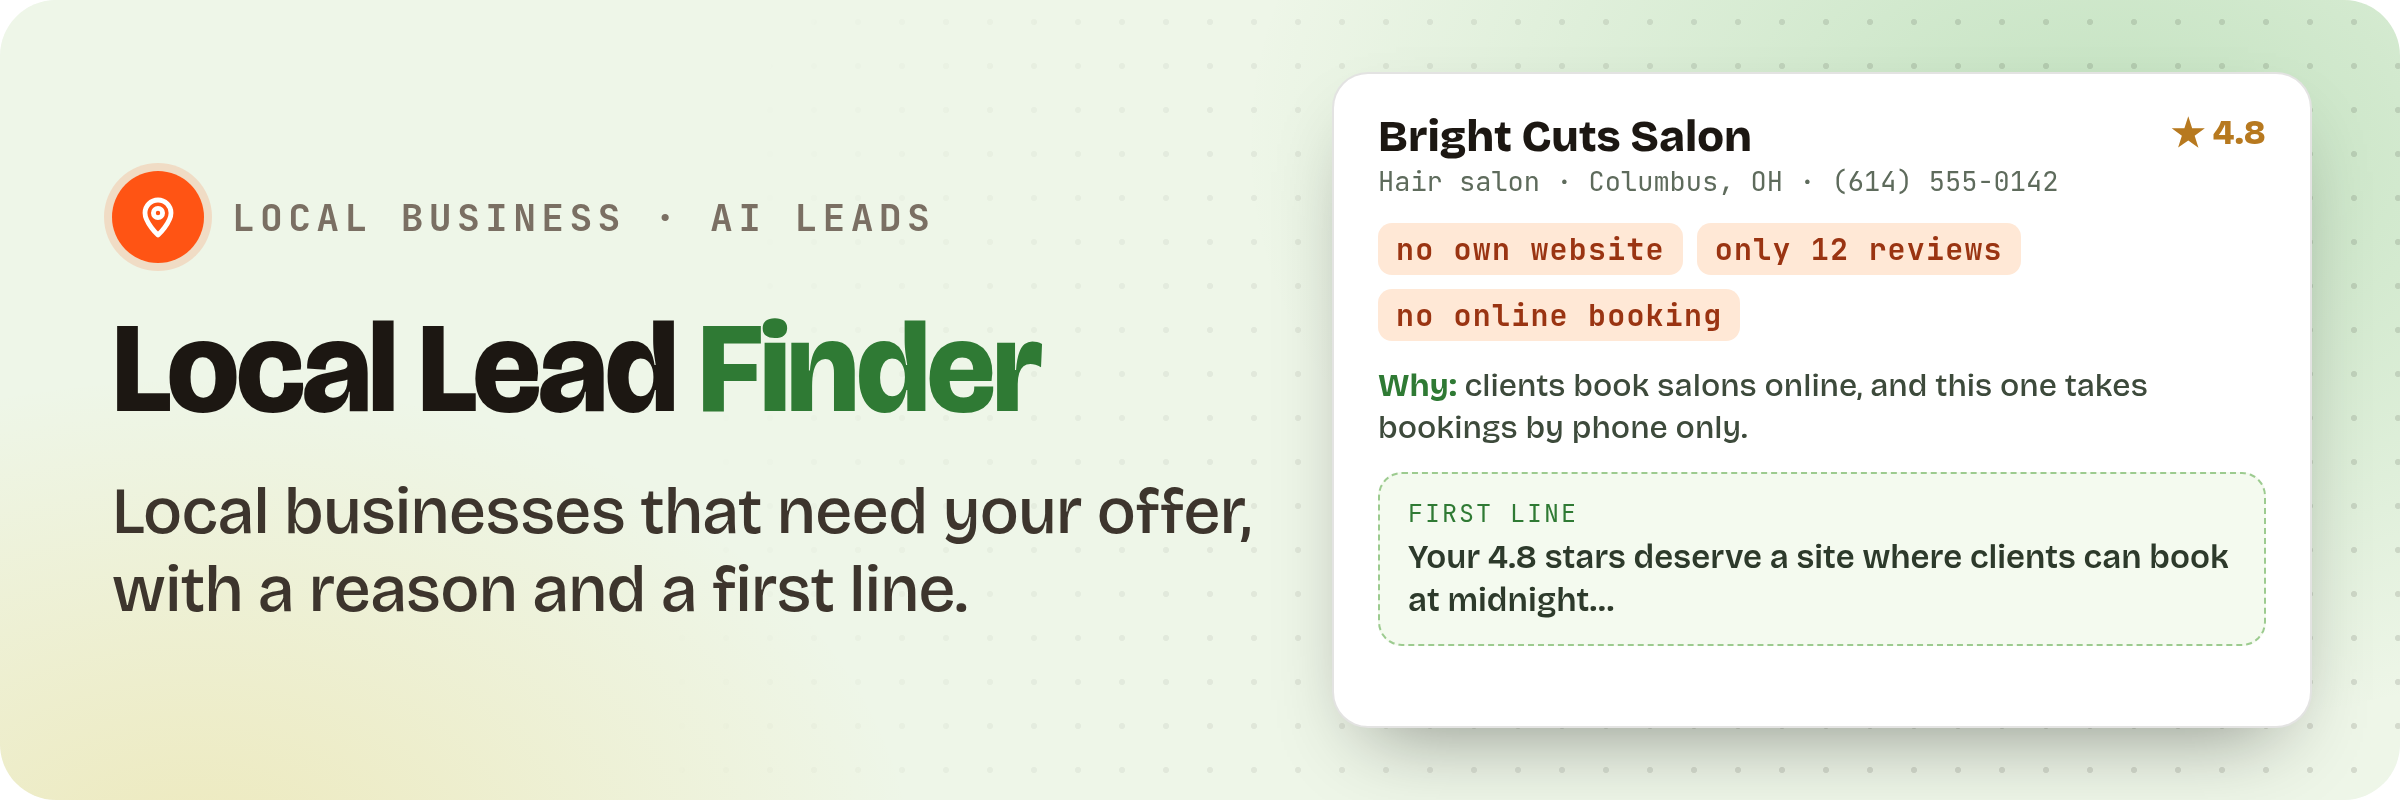 LOCAL BUSINESS · AI LEADS
Local Lead Finder
Local businesses that need your offer,
with a reason and a first line.
Bright Cuts Salon
★ 4.8
Hair salon · Columbus, OH · (614) 555-0142
no own website
only 12 reviews
no online booking
Why: clients book salons online, and this one takes
bookings by phone only.
FIRST LINE
Your 4.8 stars deserve a site where clients can book
at midnight...